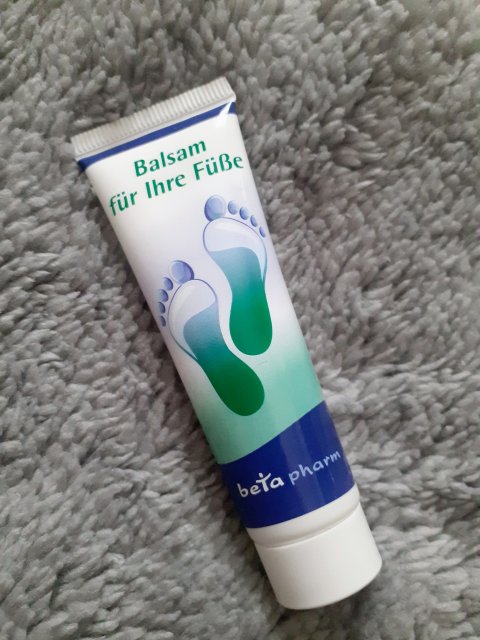 Balsam
für Ihre Füße
beta pharm